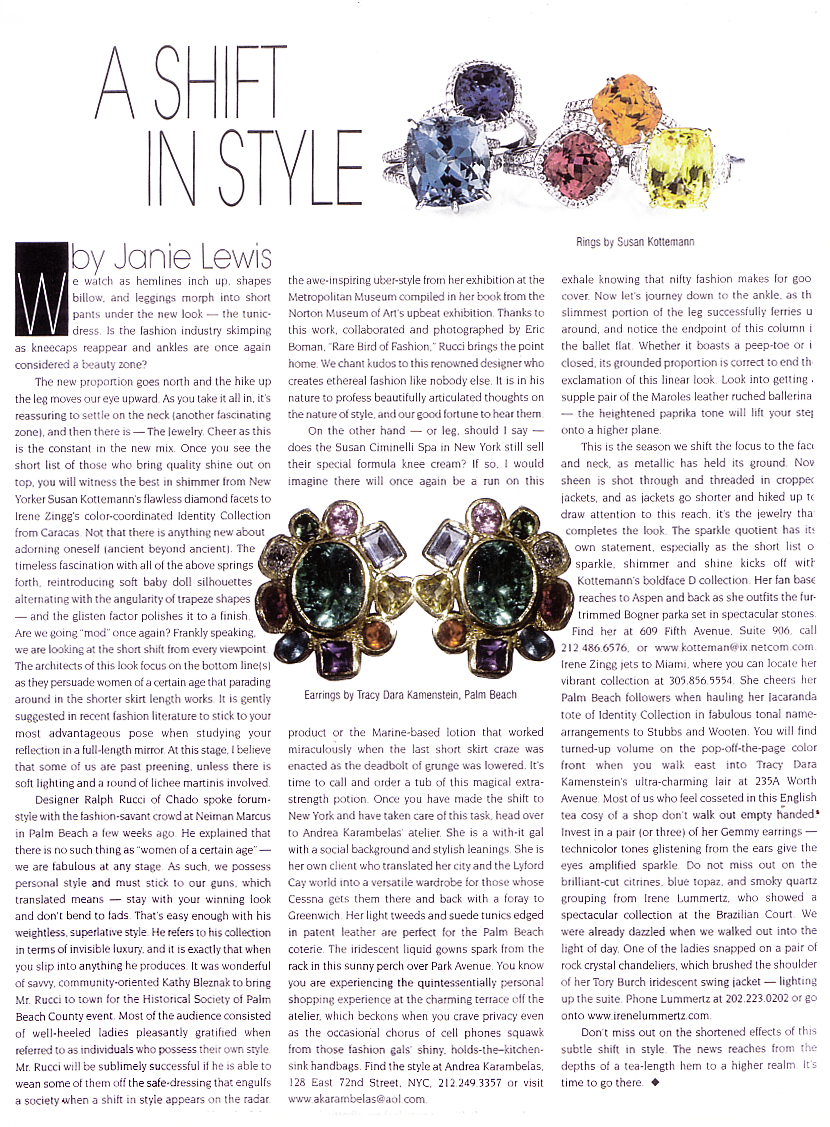 A SHIFT
IN STYLE
Rings by Susan Kottemann
by Janie Lewis
We watch as hemlines inch up, shapes
billow, and leggings morph into short
pants under the new look — the tunic-
dress. Is the fashion industry skimping
as kneecaps reappear and ankles are once again
considered a beauty zone?
The new proportion goes north and the hike up
the leg moves our eye upward. As you take it all in, it's
reassuring to settle on the neck (another fascinating
zone), and then there is — The Jewelry. Cheer as this
is the constant in the new mix. Once you see the
short list of those who bring quality shine out on
top, you will witness the best in shimmer from New
Yorker Susan Kottemann's flawless diamond facets to
Irene Zingg's color-coordinated Identity Collection
from Caracas. Not that there is anything new about
adorning oneself (ancient beyond ancient). The
timeless fascination with all of the above springs
forth, reintroducing soft baby doll silhouettes
alternating with the angularity of trapeze shapes
— and the glisten factor polishes it to a finish.
Are we going "mod" once again? Frankly speaking,
we are looking at the short shift from every viewpoint.
The architects of this look focus on the bottom line(s)
as they persuade women of a certain age that parading
around in the shorter skirt length works. It is gently
suggested in recent fashion literature to stick to your
most advantageous pose when studying your
reflection in a full-length mirror. At this stage, I believe
that some of us are past preening, unless there is
soft lighting and a round of lichee martinis involved.
Designer Ralph Rucci of Chado spoke forum-
style with the fashion-savant crowd at Neiman Marcus
in Palm Beach a few weeks ago. He explained that
there is no such thing as "women of a certain age" —
we are fabulous at any stage. As such, we possess
personal style and must stick to our guns, which
translated means — stay with your winning look
and don't bend to fads. That's easy enough with his
weightless, superlative style. He refers to his collection
in terms of invisible luxury, and it is exactly that when
you slip into anything he produces. It was wonderful
of savvy, community-oriented Kathy Bleznak to bring
Mr. Rucci to town for the Historical Society of Palm
Beach County event. Most of the audience consisted
of well-heeled ladies pleasantly gratified when
referred to as individuals who possess their own style.
Mr. Rucci will be sublimely successful if he is able to
wean some of them off the safe-dressing that engulfs
a society when a shift in style appears on the radar.
the awe-inspiring uber-style from her exhibition at the
Metropolitan Museum compiled in her book from the
Norton Museum of Art's upbeat exhibition. Thanks to
this work, collaborated and photographed by Eric
Boman, "Rare Bird of Fashion," Rucci brings the point
home. We chant kudos to this renowned designer who
creates ethereal fashion like nobody else. It is in his
nature to profess beautifully articulated thoughts on
the nature of style, and our good fortune to hear them.
On the other hand — or leg, should I say —
does the Susan Ciminelli Spa in New York still sell
their special formula knee cream? If so, I would
imagine there will once again be a run on this
Earrings by Tracy Dara Kamenstein, Palm Beach
product or the Marine-based lotion that worked
miraculously when the last short skirt craze was
enacted as the deadbolt of grunge was lowered. It's
time to call and order a tub of this magical extra-
strength potion. Once you have made the shift to
New York and have taken care of this task, head over
to Andrea Karambelas' atelier. She is a with-it gal
with a social background and stylish leanings. She is
her own client who translated her city and the Lyford
Cay world into a versatile wardrobe for those whose
Cessna gets them there and back with a foray to
Greenwich. Her light tweeds and suede tunics edged
in patent leather are perfect for the Palm Beach
coterie. The iridescent liquid gowns spark from the
rack in this sunny perch over Park Avenue. You know
you are experiencing the quintessentially personal
shopping experience at the charming terrace off the
atelier, which beckons when you crave privacy even
as the occasional chorus of cell phones squawk
from those fashion gals' shiny, holds-the-kitchen-
sink handbags. Find the style at Andrea Karambelas,
128 East 72nd Street, NYC, 212.249.3357 or visit
www.akarambelas@aol.com.
exhale knowing that nifty fashion makes for goo
cover. Now let's journey down to the ankle, as th
slimmest portion of the leg successfully ferries u
around, and notice the endpoint of this column i
the ballet flat. Whether it boasts a peep-toe or i
closed, its grounded proportion is correct to end th
exclamation of this linear look. Look into getting
supple pair of the Maroles leather ruched ballerina
— the heightened paprika tone will lift your step
onto a higher plane.
This is the season we shift the focus to the face
and neck, as metallic has held its ground. Now
sheen is shot through and threaded in cropped
jackets, and as jackets go shorter and hiked up to
draw attention to this reach, it's the jewelry tha
completes the look. The sparkle quotient has its
own statement, especially as the short list o
sparkle, shimmer and shine kicks off with
Kottemann's boldface D collection. Her fan base
reaches to Aspen and back as she outfits the fur-
trimmed Bogner parka set in spectacular stones.
Find her at 609 Fifth Avenue, Suite 906, call
212.486.6576, or www.kotteman@ix.netcom.com.
Irene Zingg jets to Miami, where you can locate her
vibrant collection at 305.856.5554. She cheers her
Palm Beach followers when hauling her Jacaranda
tote of Identity Collection in fabulous tonal name-
arrangements to Stubbs and Wooten. You will find
turned-up volume on the pop-off-the-page color
front when you walk east into Tracy Dara
Kamenstein's ultra-charming lair at 235A Worth
Avenue. Most of us who feel cosseted in this English
tea cosy of a shop don't walk out empty handed.
Invest in a pair (or three) of her Gemmy earrings —
technicolor tones glistening from the ears give the
eyes amplified sparkle. Do not miss out on the
brilliant-cut citrines, blue topaz, and smoky quartz
grouping from Irene Lummertz, who showed a
spectacular collection at the Brazilian Court. We
were already dazzled when we walked out into the
light of day. One of the ladies snapped on a pair of
rock crystal chandeliers, which brushed the shoulder
of her Tory Burch iridescent swing jacket — lighting
up the suite. Phone Lummertz at 202.223.0202 or go
onto www.irenelummertz.com.
Don't miss out on the shortened effects of this
subtle shift in style. The news reaches from the
depths of a tea-length hem to a higher realm. It's
time to go there. ◆